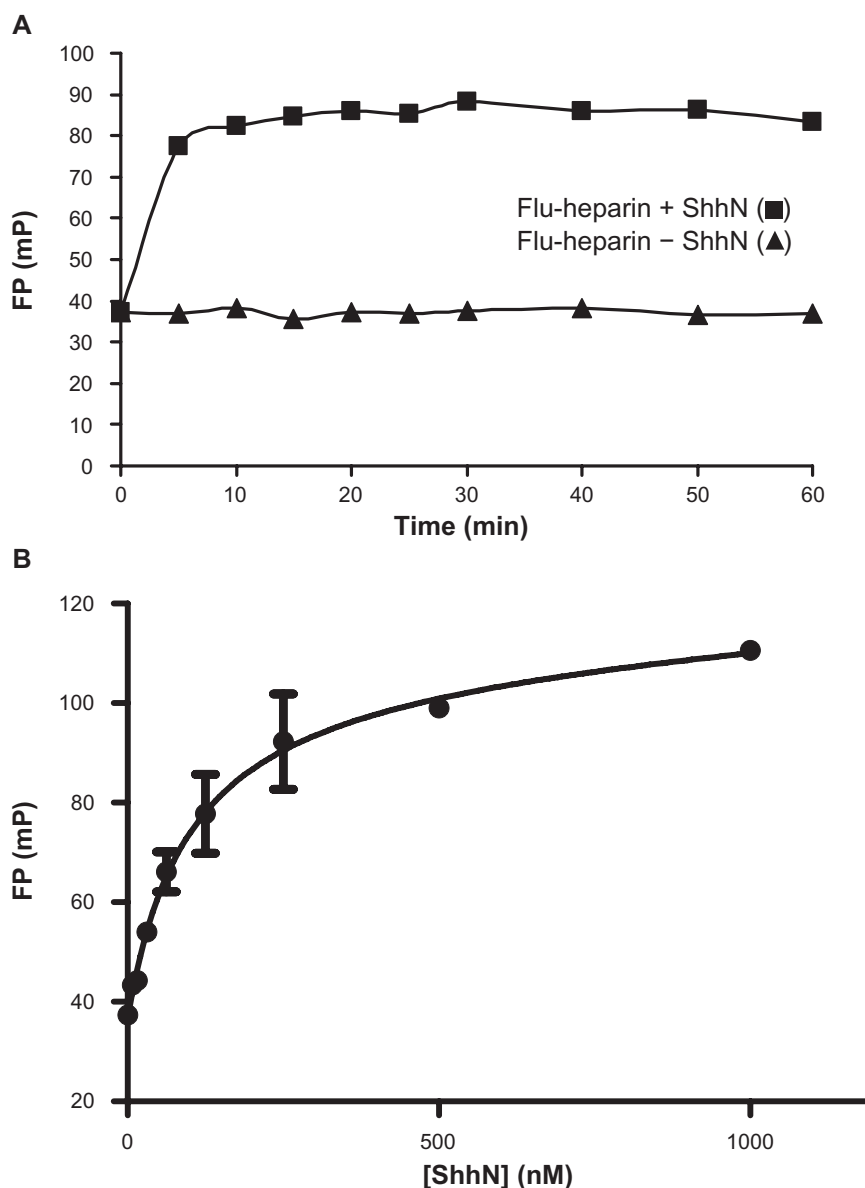 A
100
90
80
70
60
50
40
30
20
10
0
FP (mP)
Flu-heparin + ShhN (■)
Flu-heparin − ShhN (▲)
0 10 20 30 40 50 60
Time (min)
B
120
100
80
60
40
20
FP (mP)
0 500 1000
[ShhN] (nM)